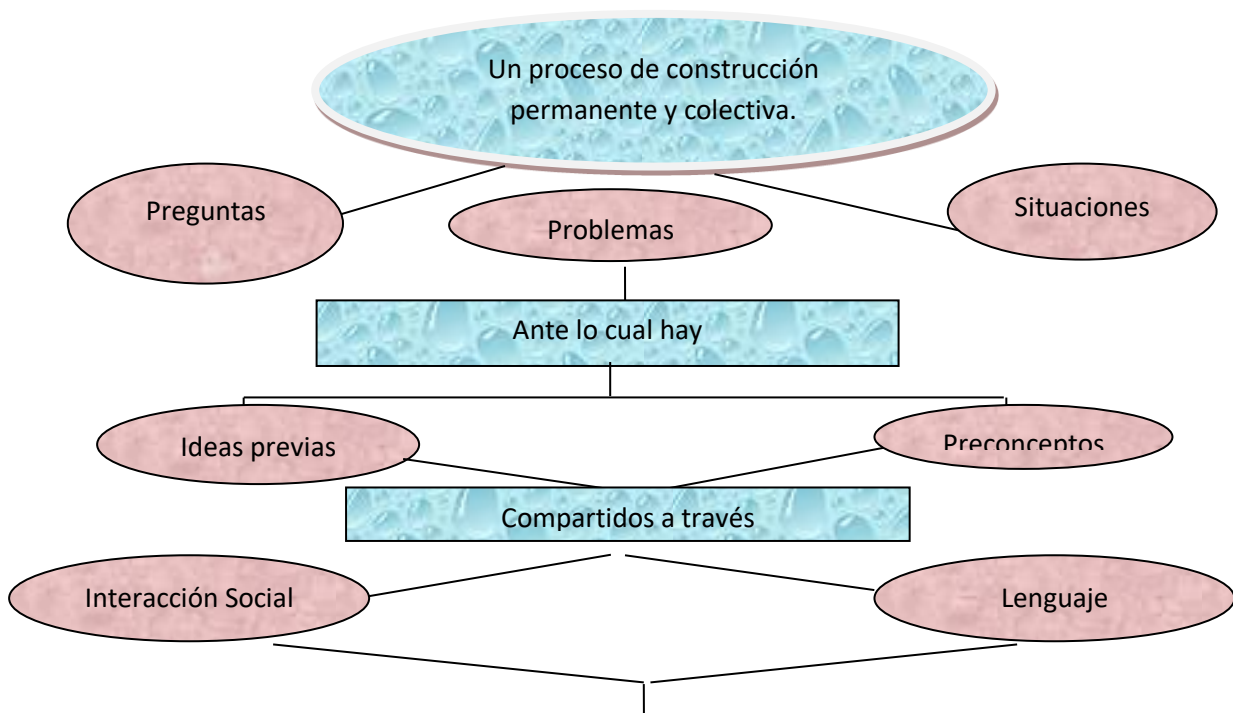 Un proceso de construcción
permanente y colectiva.
Preguntas
Problemas
Situaciones
Ante lo cual hay
Ideas previas
Preconceptos
Compartidos a través
Interacción Social
Lenguaje